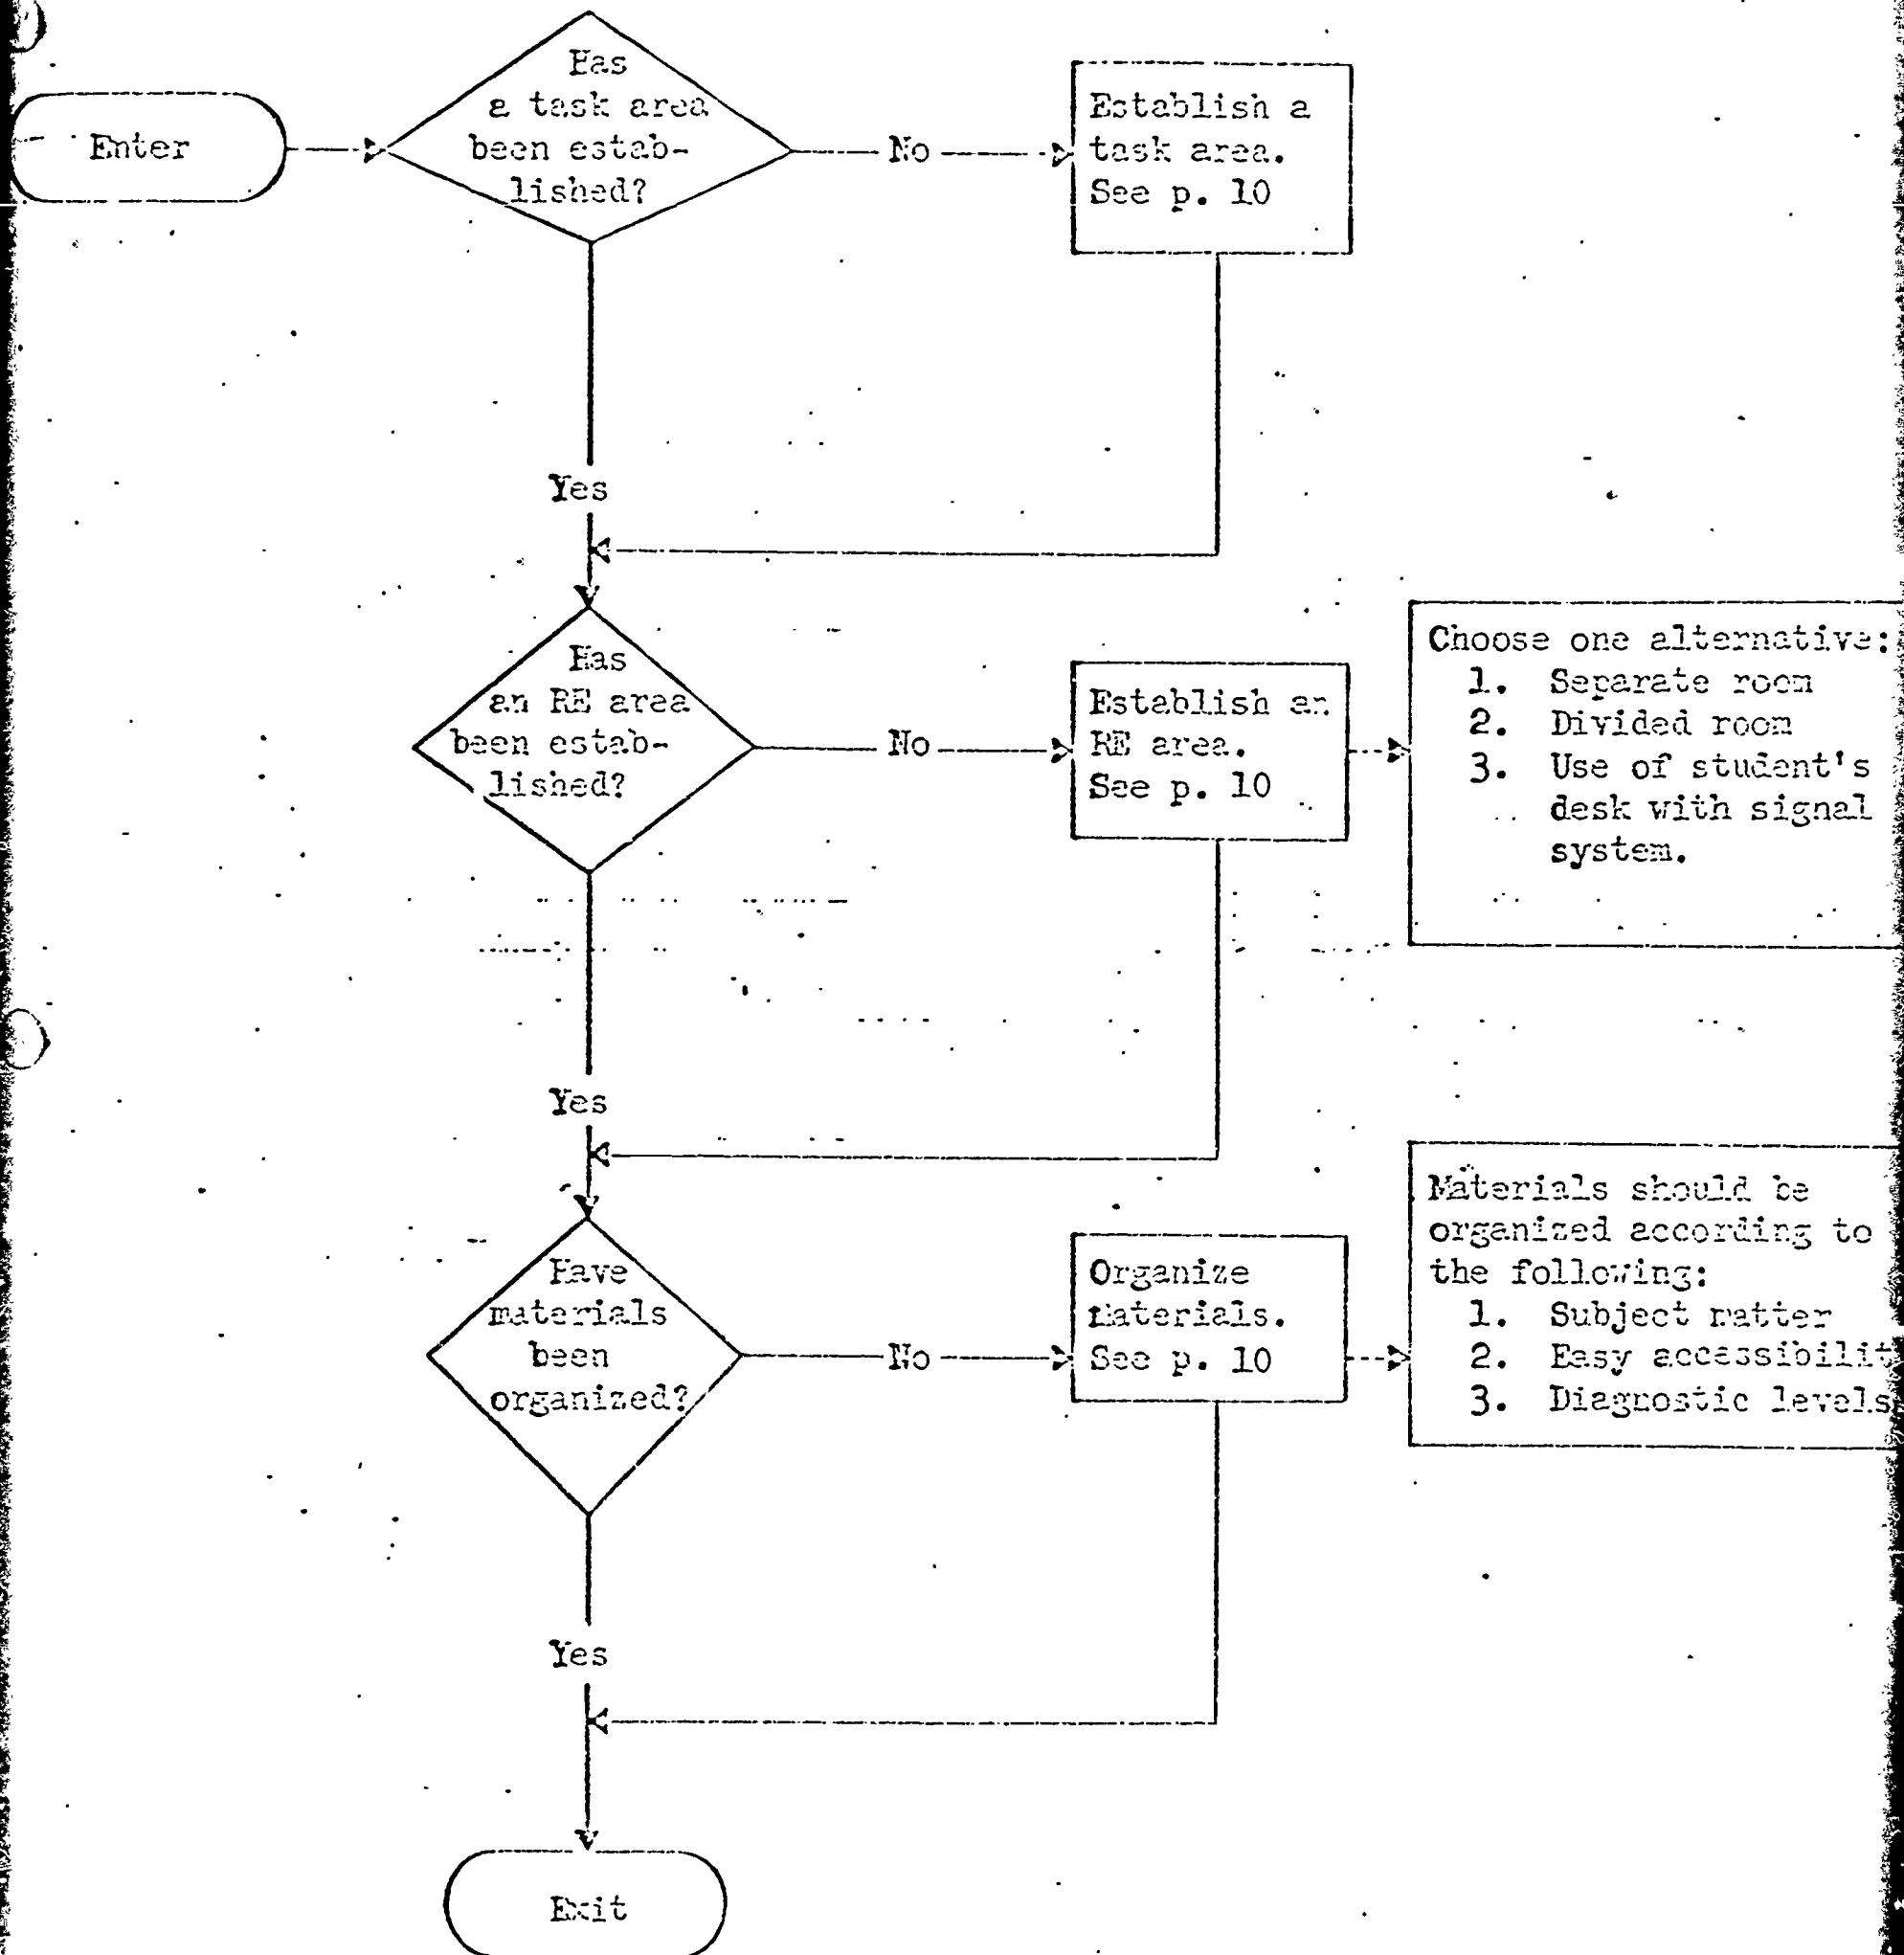 Has
a task area
been estab-
lished?
Enter
No
Establish a
task area.
See p. 10
Yes
Has
an RE area
been estab-
lished?
No
Establish an
RE area.
See p. 10
Choose one alternative:
1. Separate room
2. Divided room
3. Use of student's
desk with signal
system.
Yes
Have
materials
been
organized?
No
Organize
materials.
See p. 10
Materials should be
organized according to
the following:
1. Subject matter
2. Easy accessibilit
3. Diagnostic levels
Yes
Exit